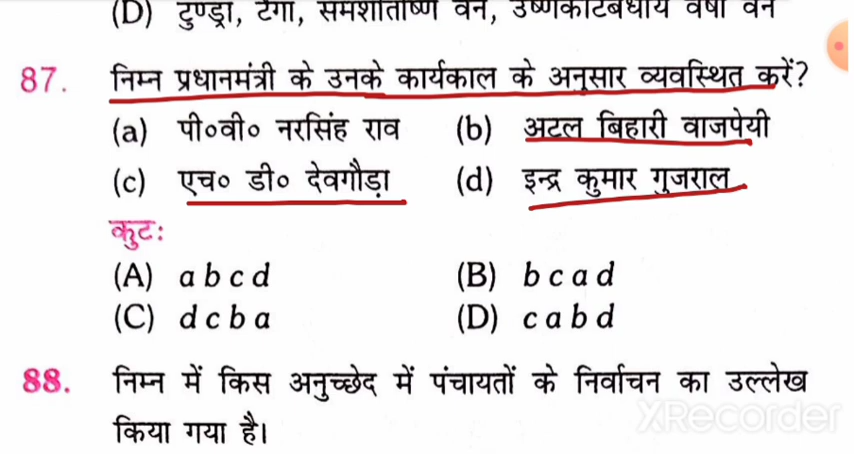 (D) टुण्ड्रा, टैगा, समशीतोष्ण वन, उष्णकटिबंधीय वर्षा वन
87. निम्न प्रधानमंत्री के उनके कार्यकाल के अनुसार व्यवस्थित करें?
(a) पी०वी० नरसिंह राव (b) अटल बिहारी वाजपेयी
(c) एच० डी० देवगौड़ा (d) इन्द्र कुमार गुजराल
कुटः
(A) a b c d (B) b c a d
(C) d c b a (D) c a b d
88. निम्न में किस अनुच्छेद में पंचायतों के निर्वाचन का उल्लेख
किया गया है।
XRecorder